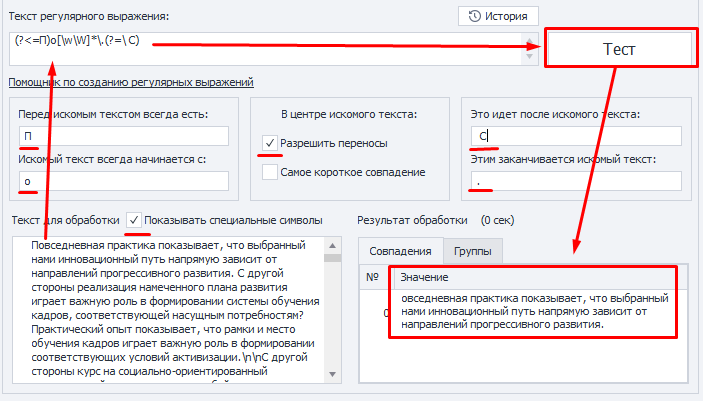 Текст регулярного выражения:
История
(?<=П)о[\w\W]*\.(?=\ С)
Тест
Помощник по созданию регулярных выражений
Перед искомым текстом всегда есть:
П
Искомый текст всегда начинается с:
о
В центре искомого текста:
Разрешить переносы
Самое короткое совпадение
Это идет после искомого текста:
С
Этим заканчивается искомый текст:
.
Текст для обработки
Показывать специальные символы
Повседневная практика показывает, что выбранный
нами инновационный путь напрямую зависит от
направлений прогрессивного развития. С другой
стороны реализация намеченного плана развития
играет важную роль в формировании системы обучения
кадров, соответствующей насущным потребностям?
Практический опыт показывает, что рамки и место
обучения кадров играет важную роль в формировании
соответствующих условий активизации.\n\nС другой
стороны курс на социально-ориентированный
Результат обработки (0 сек)
Совпадения
Группы
№ Значение
0
овседневная практика показывает, что выбранный
нами инновационный путь напрямую зависит от
направлений прогрессивного развития.